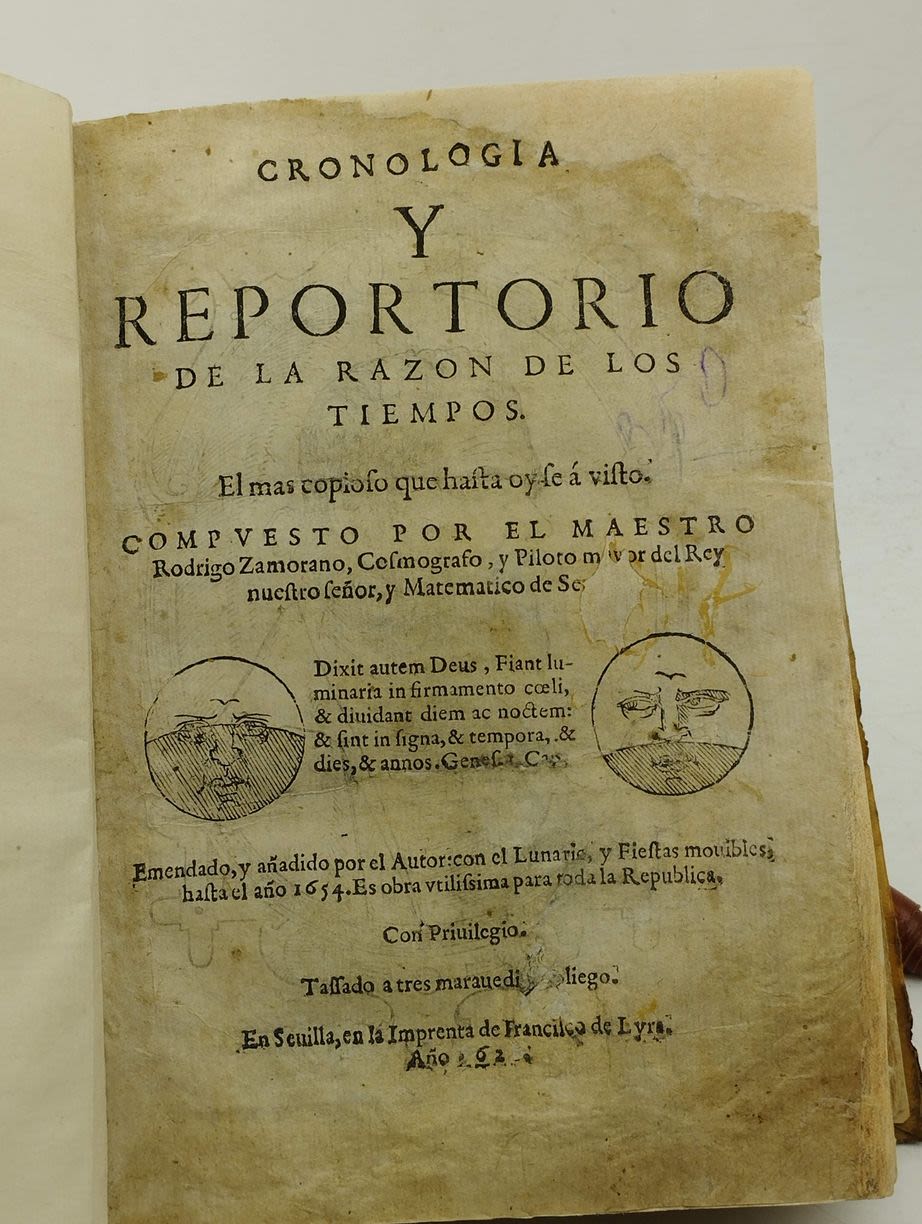 CRONOLOGIA
Y
REPORTORIO
DE LA RAZON DE LOS
TIEMPOS.
El mas copioſo que haſta oy ſe á viſto.
COMPVESTO POR EL MAESTRO
Rodrigo Zamorano, Coſmografo, y Piloto del Rey
nueſtro ſeñor, y Matematico de
Dixit autem Deus, Fiant lu-
minaria in firmamento cœli,
& diuidant diem ac noctem:
& ſint in ſigna, & tempora, &
dies, & annos.
Emendado, y añadido por el Autor: con el Lunario, y Fieſtas mouibles,
haſta el año 1654. Es obra vtiliſsima para toda la Republica.
Con Priuilegio.
Taſſado a tres
En Seuilla, en la Imprenta de Franciſco de Lyra.
Año